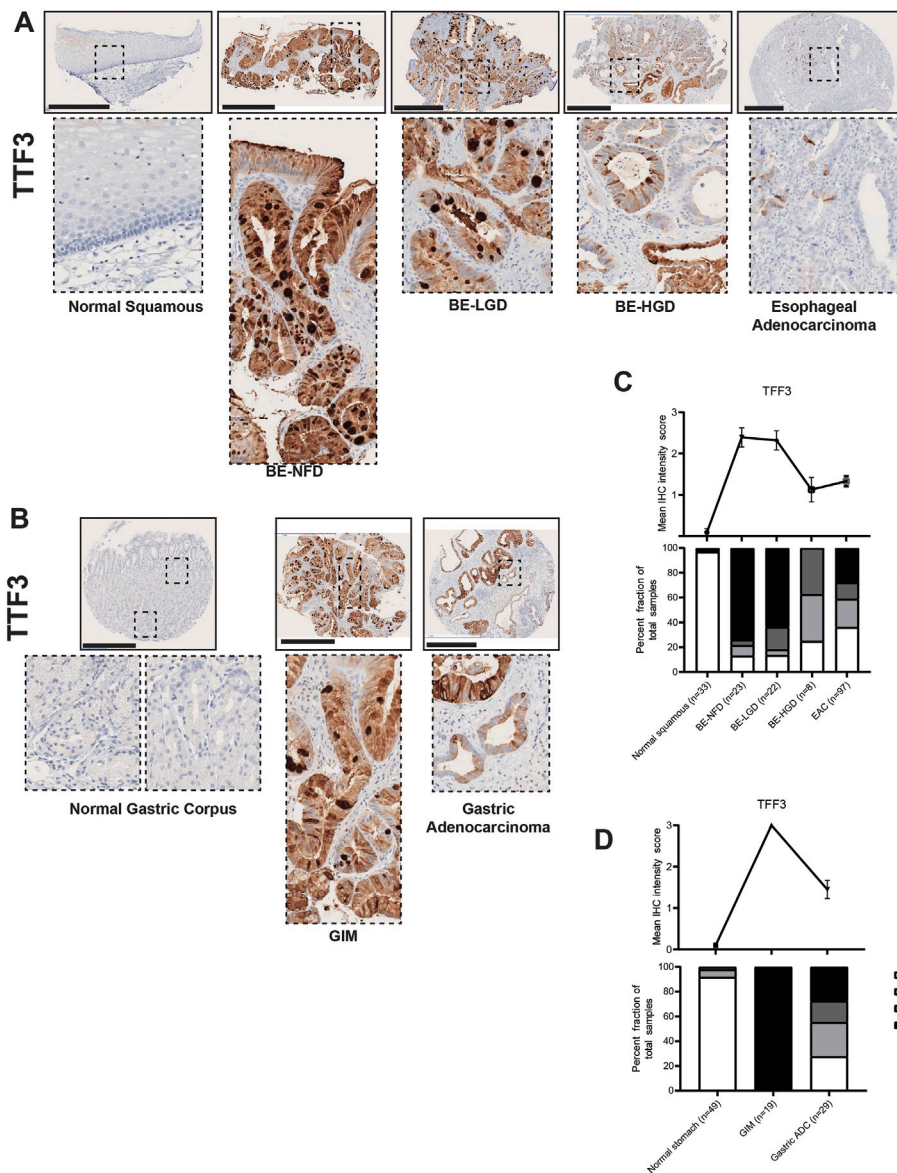 A
TTF3
Normal Squamous
BE-NFD
BE-LGD
BE-HGD
Esophageal
Adenocarcinoma
B
TTF3
Normal Gastric Corpus
GIM
Gastric
Adenocarcinoma
C
TFF3
Mean IHC intensity score
3
2
1
Percent fraction of
total samples
100
80
60
40
20
0
Normal squamous (n=33)
BE-NFD (n=23)
BE-LGD (n=22)
BE-HGD (n=8)
EAC (n=97)
D
TFF3
Mean IHC intensity score
3
2
1
0
Percent fraction of
total samples
100
80
60
40
20
0
Normal stomach (n=49)
GIM (n=19)
Gastric ADC (n=29)